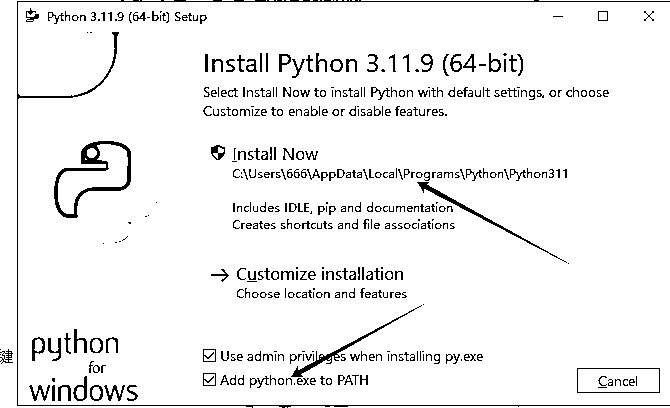 Python 3.11.9 (64-bit) Setup
Install Python 3.11.9 (64-bit)
Select Install Now to install Python with default settings, or choose
Customize to enable or disable features.
Install Now
C:\Users\666\AppData\Local\Programs\Python\Python311
Includes IDLE, pip and documentation
Creates shortcuts and file associations
Customize installation
Choose location and features
键
python
for
windows
Use admin privileges when installing py.exe
Add python.exe to PATH
Cancel